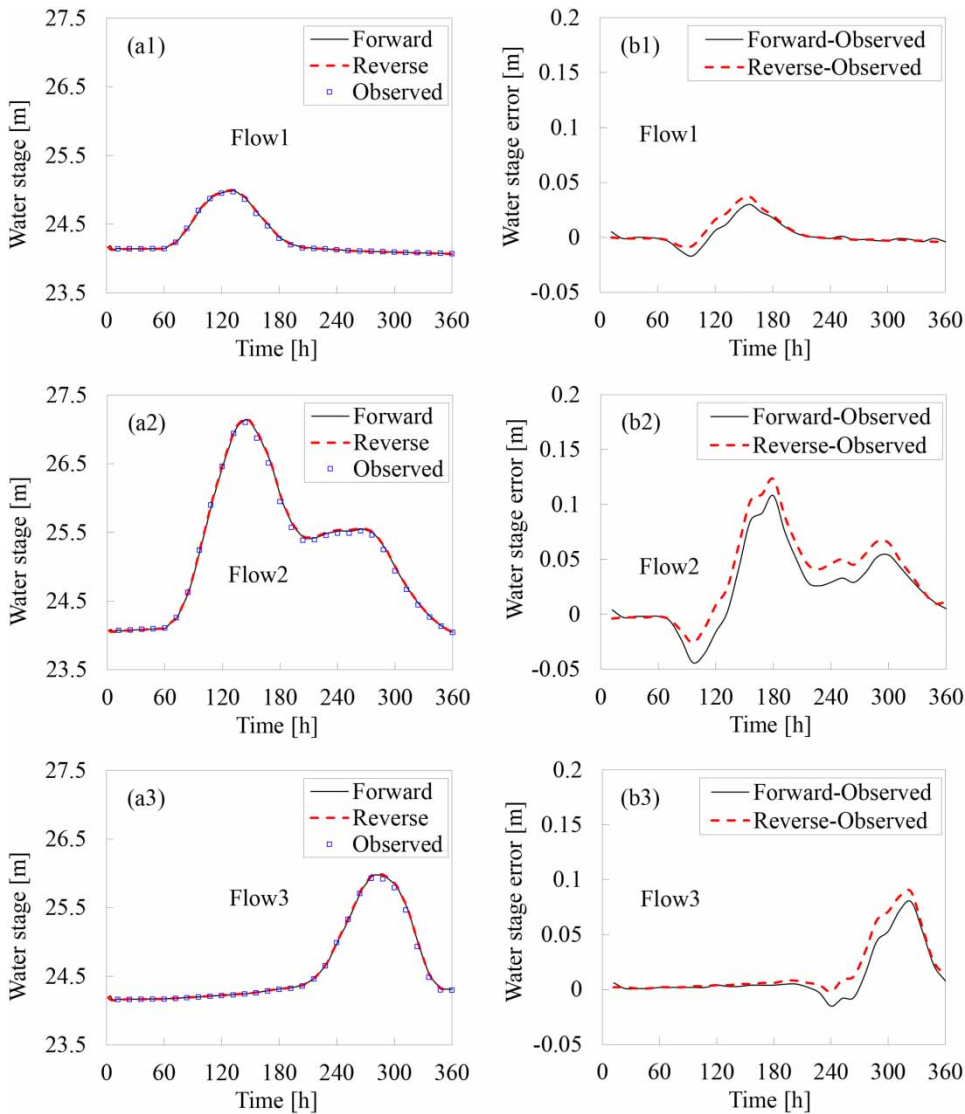 27.5
26.5
25.5
24.5
23.5
Water stage [m]
(a1)
Forward
Reverse
Observed
Flow1
0 60 120 180 240 300 360
Time [h]
0.2
0.15
0.1
0.05
0
-0.05
Water stage error [m]
(b1)
Forward-Observed
Reverse-Observed
Flow1
0 60 120 180 240 300 360
Time [h]
27.5
26.5
25.5
24.5
23.5
Water stage [m]
(a2)
Forward
Reverse
Observed
Flow2
0 60 120 180 240 300 360
Time [h]
0.2
0.15
0.1
0.05
0
-0.05
Water stage error [m]
(b2)
Forward-Observed
Reverse-Observed
Flow2
0 60 120 180 240 300 360
Time [h]
27.5
26.5
25.5
24.5
23.5
Water stage [m]
(a3)
Forward
Reverse
Observed
Flow3
0 60 120 180 240 300 360
Time [h]
0.2
0.15
0.1
0.05
0
-0.05
Water stage error [m]
(b3)
Forward-Observed
Reverse-Observed
Flow3
0 60 120 180 240 300 360
Time [h]